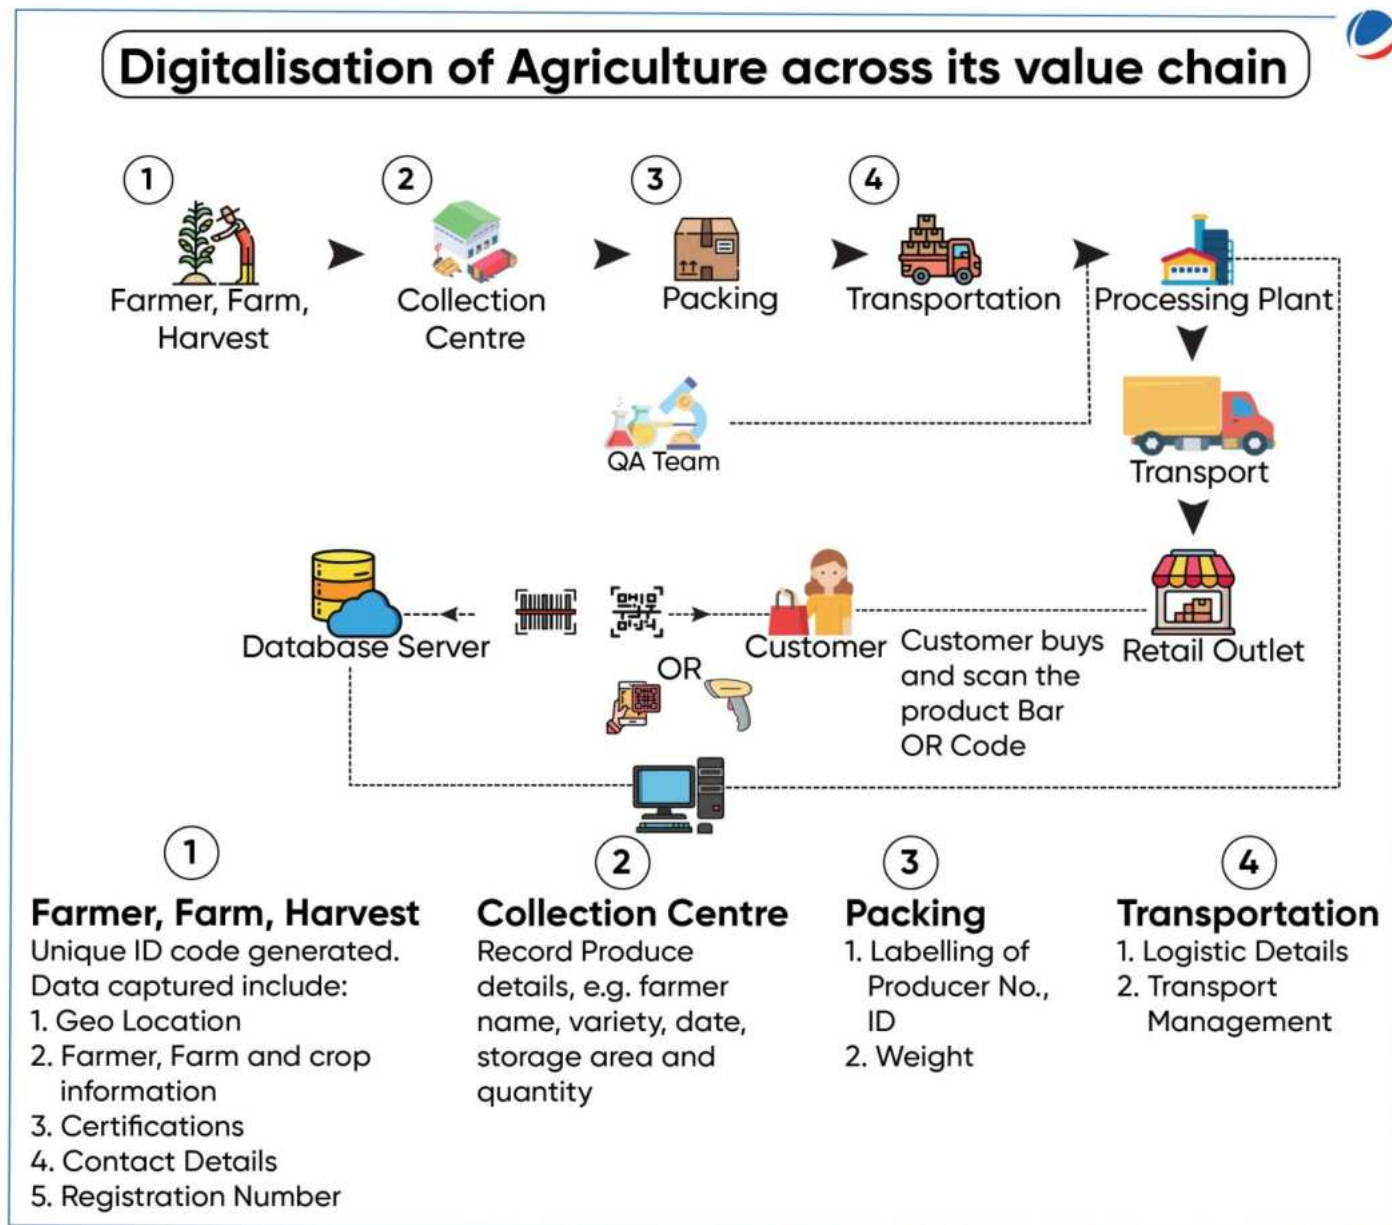 Digitalisation of Agriculture across its value chain
1
2
3
4
Farmer, Farm,
Harvest
Collection
Centre
Packing
Transportation
Processing Plant
QA Team
Transport
Database Server
OR
Customer
Customer buys
and scan the
product Bar
OR Code
Retail Outlet
1
Farmer, Farm, Harvest
Unique ID code generated.
Data captured include:
1. Geo Location
2. Farmer, Farm and crop
information
3. Certifications
4. Contact Details
5. Registration Number
2
Collection Centre
Record Produce
details, e.g. farmer
name, variety, date,
storage area and
quantity
3
Packing
1. Labelling of
Producer No.,
ID
2. Weight
4
Transportation
1. Logistic Details
2. Transport
Management